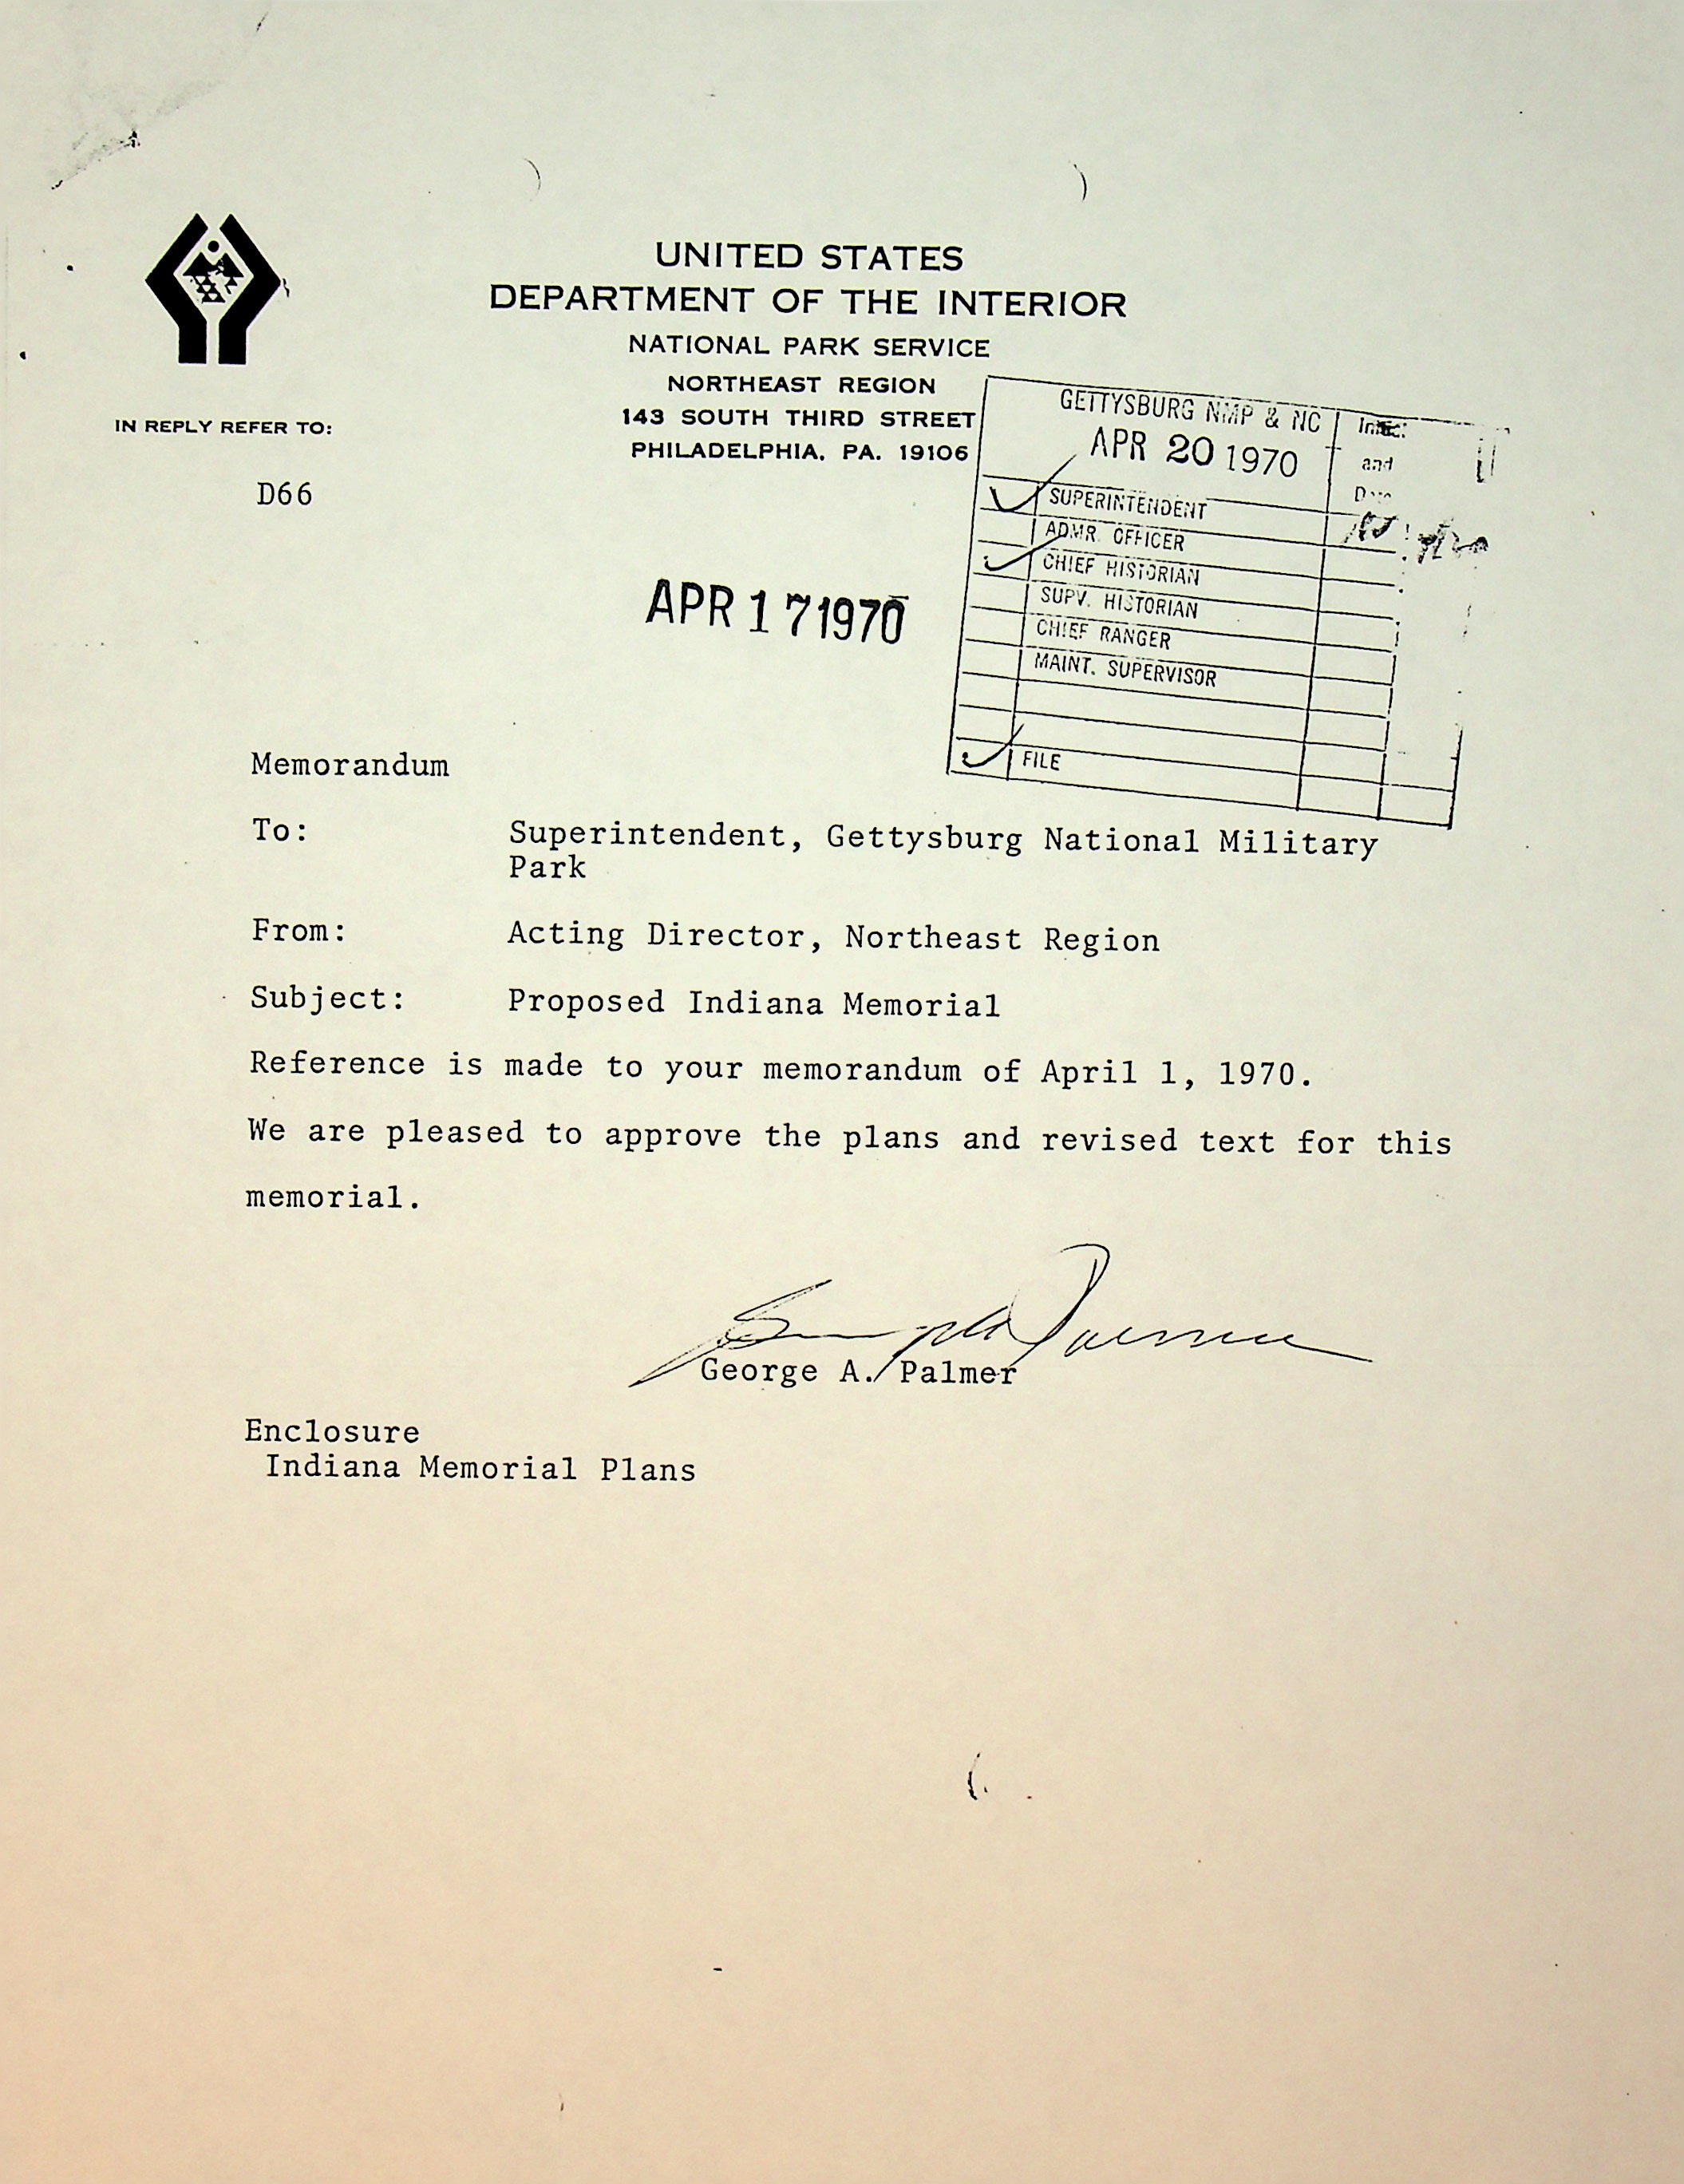 UNITED STATES
DEPARTMENT OF THE INTERIOR
NATIONAL PARK SERVICE
NORTHEAST REGION
143 SOUTH THIRD STREET
PHILADELPHIA, PA. 19106
IN REPLY REFER TO:
D66
GETTYSBURG NMP & NC
APR 20 1970
and
SUPERINTENDENT
ADMR. OFFICER
CHIEF HISTORIAN
SUPV. HISTORIAN
CHIEF RANGER
MAINT. SUPERVISOR
FILE
APR 17 1970
Memorandum
To: Superintendent, Gettysburg National Military
Park
From: Acting Director, Northeast Region
Subject: Proposed Indiana Memorial
Reference is made to your memorandum of April 1, 1970.
We are pleased to approve the plans and revised text for this
memorial.
George A. Palmer
Enclosure
Indiana Memorial Plans